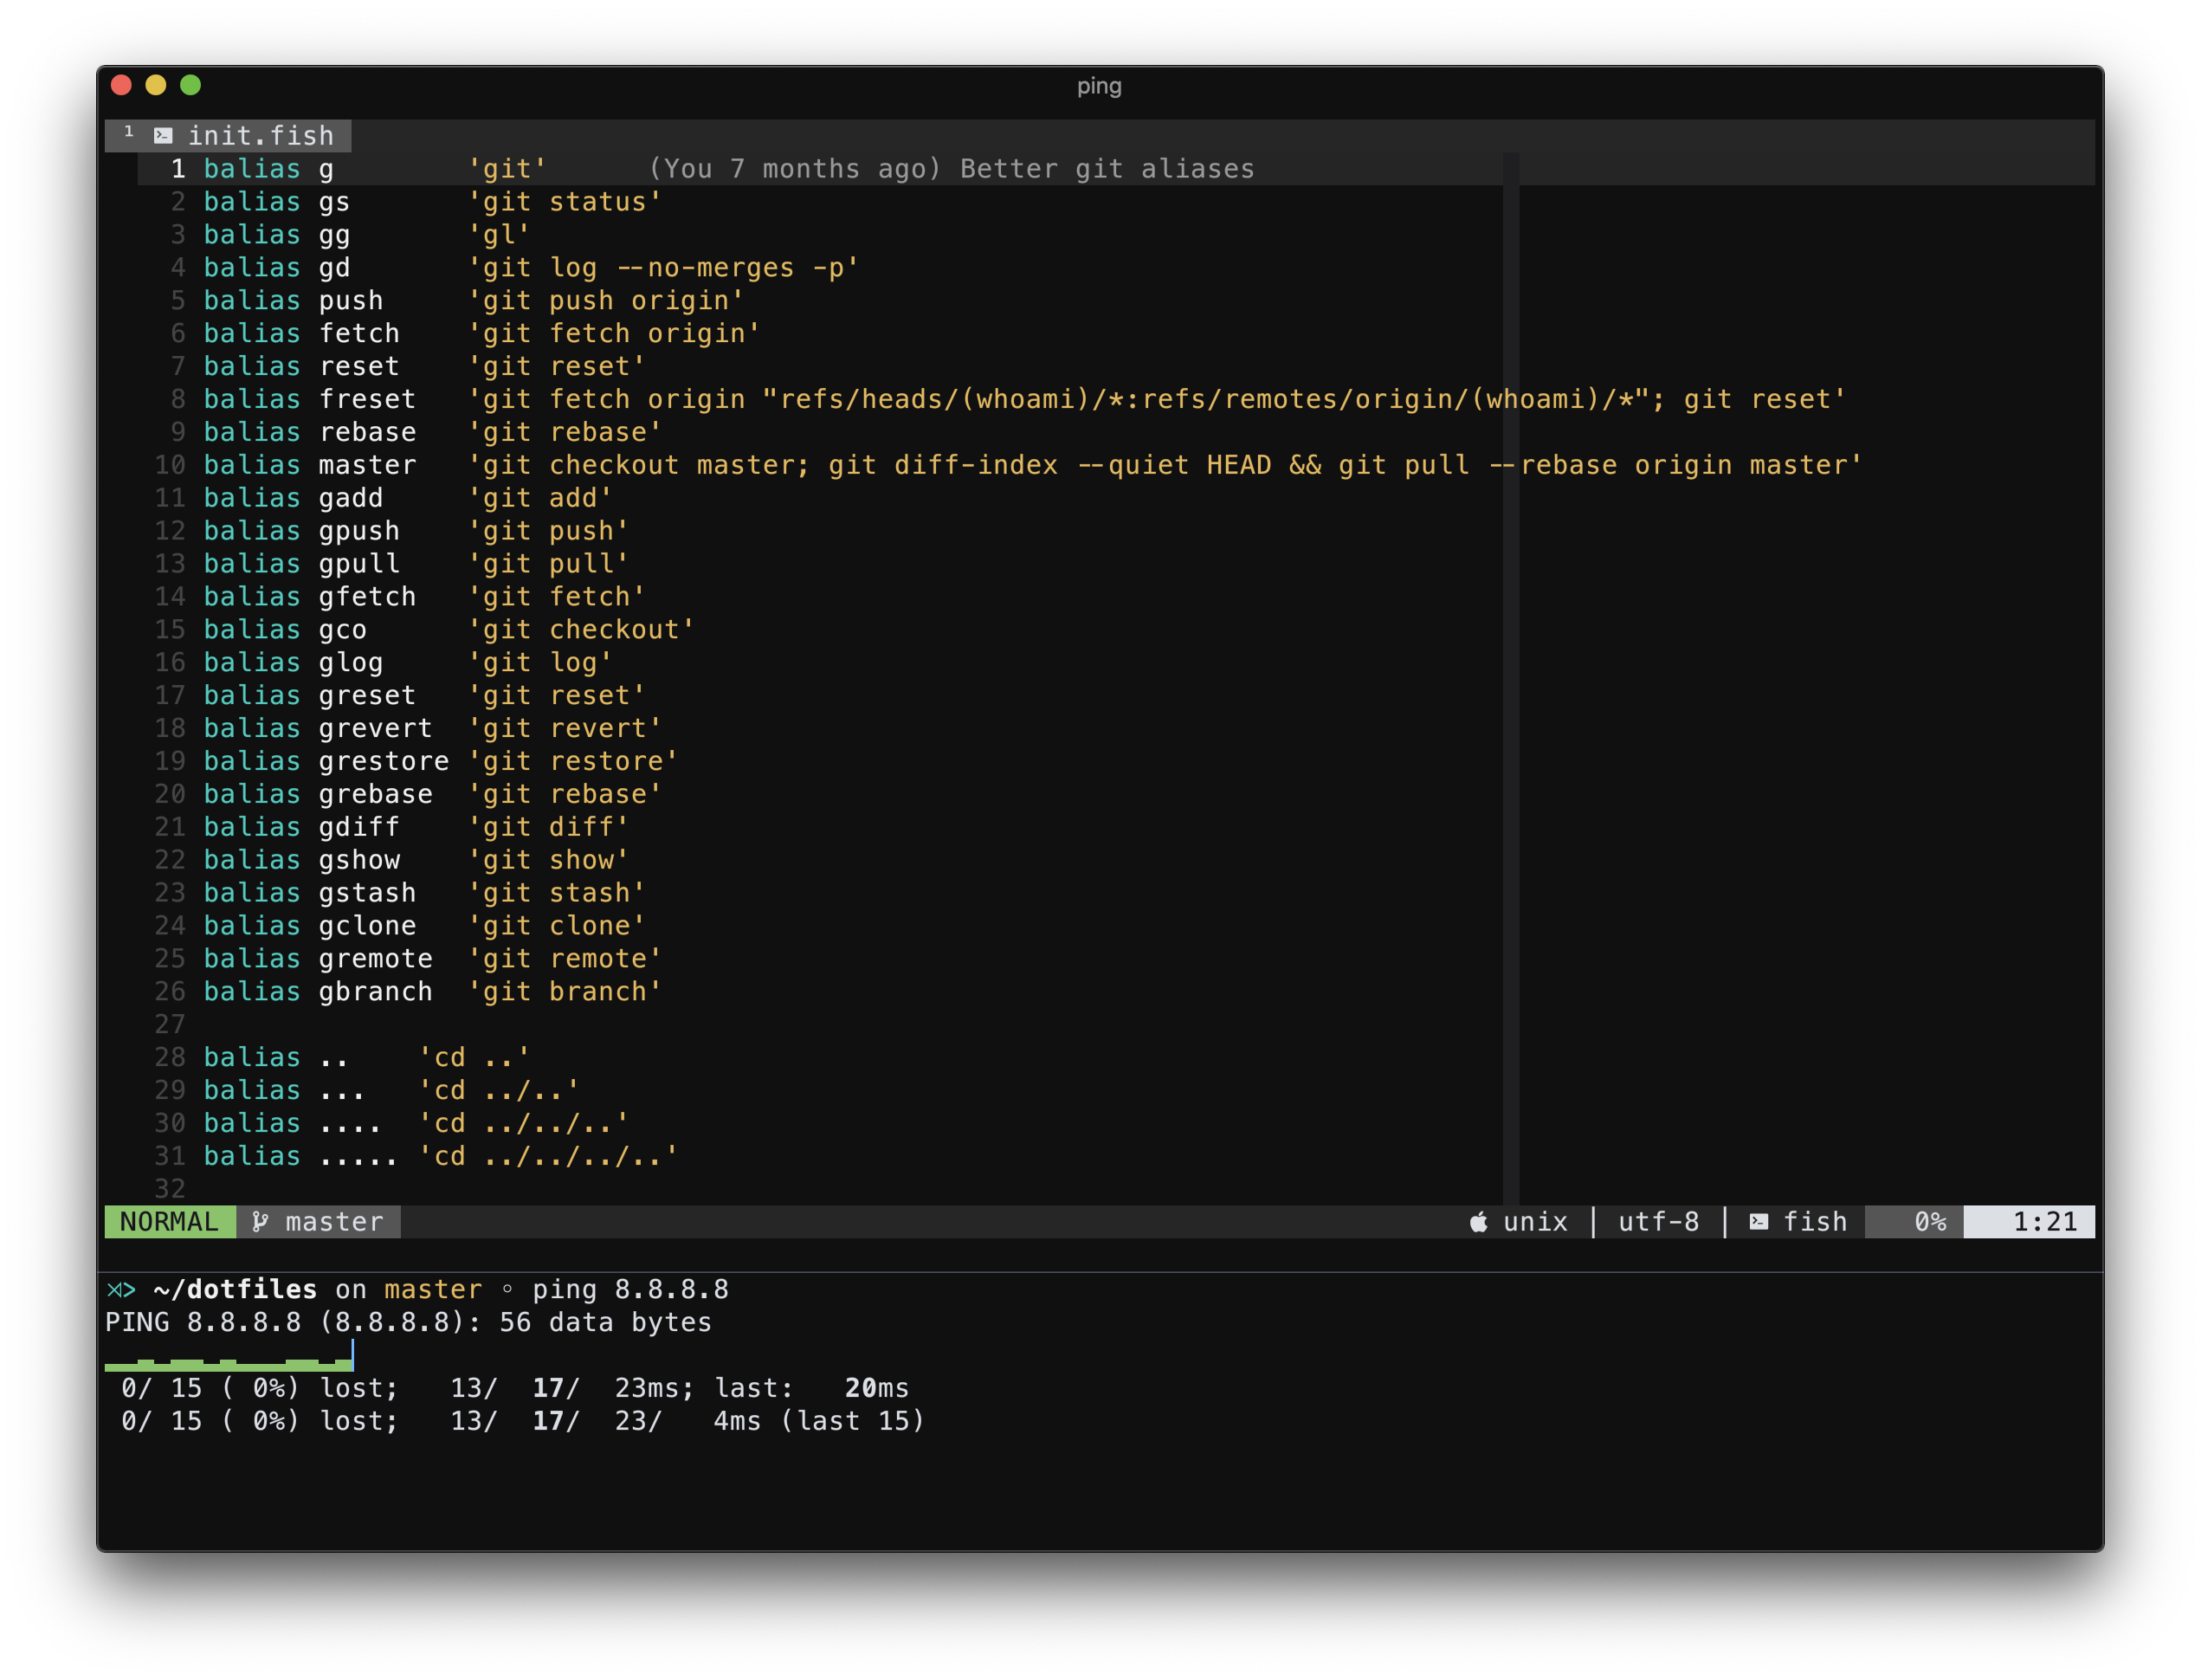 ping
1 init.fish
1 balias g 'git' (You 7 months ago) Better git aliases
2 balias gs 'git status'
3 balias gg 'gl'
4 balias gd 'git log --no-merges -p'
5 balias push 'git push origin'
6 balias fetch 'git fetch origin'
7 balias reset 'git reset'
8 balias freset 'git fetch origin "refs/heads/(whoami)/*:refs/remotes/origin/(whoami)/*"; git reset'
9 balias rebase 'git rebase'
10 balias master 'git checkout master; git diff-index --quiet HEAD && git pull --rebase origin master'
11 balias gadd 'git add'
12 balias gpush 'git push'
13 balias gpull 'git pull'
14 balias gfetch 'git fetch'
15 balias gco 'git checkout'
16 balias glog 'git log'
17 balias greset 'git reset'
18 balias grevert 'git revert'
19 balias grestore 'git restore'
20 balias grebase 'git rebase'
21 balias gdiff 'git diff'
22 balias gshow 'git show'
23 balias gstash 'git stash'
24 balias gclone 'git clone'
25 balias gremote 'git remote'
26 balias gbranch 'git branch'
27
28 balias .. 'cd ..'
29 balias ... 'cd ../..'
30 balias .... 'cd ../../..'
31 balias ..... 'cd ../../../..'
32
NORMAL master unix | utf-8 | fish 0% 1:21
~/dotfiles on master ◦ ping 8.8.8.8
PING 8.8.8.8 (8.8.8.8): 56 data bytes
0/ 15 ( 0%) lost; 13/ 17/ 23ms; last: 20ms
0/ 15 ( 0%) lost; 13/ 17/ 23/ 4ms (last 15)